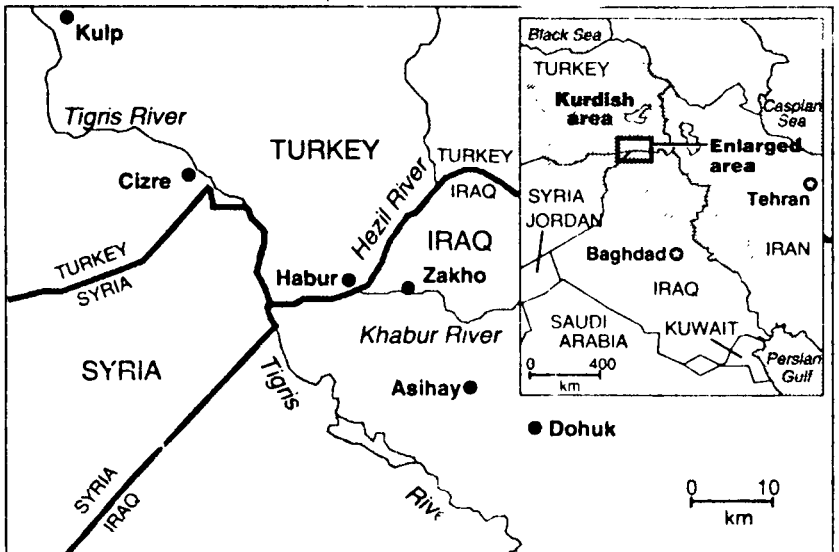 Kulp
Tigris River
TURKEY
Cizre
Hezil River
TURKEY
IRAQ
IRAQ
TURKEY
SYRIA
Habur
Zakho
Khabur River
SYRIA
Tigris
Asihay
Dohuk
SYRIA
IRAQ
River
0 10
km
Black Sea
TURKEY
Kurdish
area
Caspian
Sea
Enlarged
area
Tehran
SYRIA
JORDAN
Baghdad
IRAN
IRAQ
SAUDI
ARABIA
KUWAIT
Persian
Gulf
0 400
km